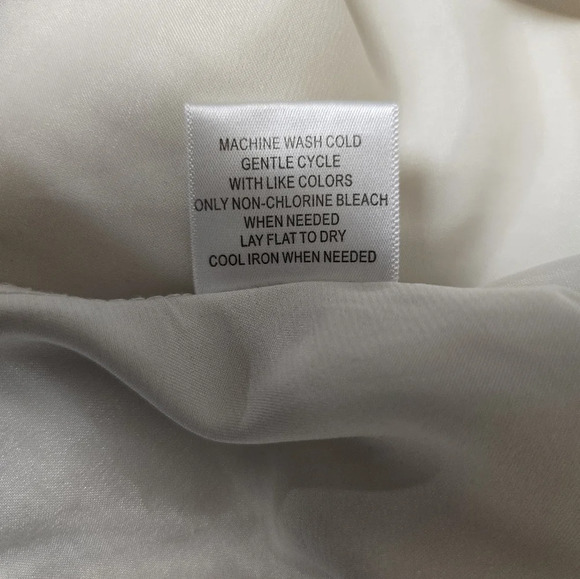 MACHINE WASH COLD
GENTLE CYCLE
WITH LIKE COLORS
ONLY NON-CHLORINE BLEACH
WHEN NEEDED
LAY FLAT TO DRY
COOL IRON WHEN NEEDED